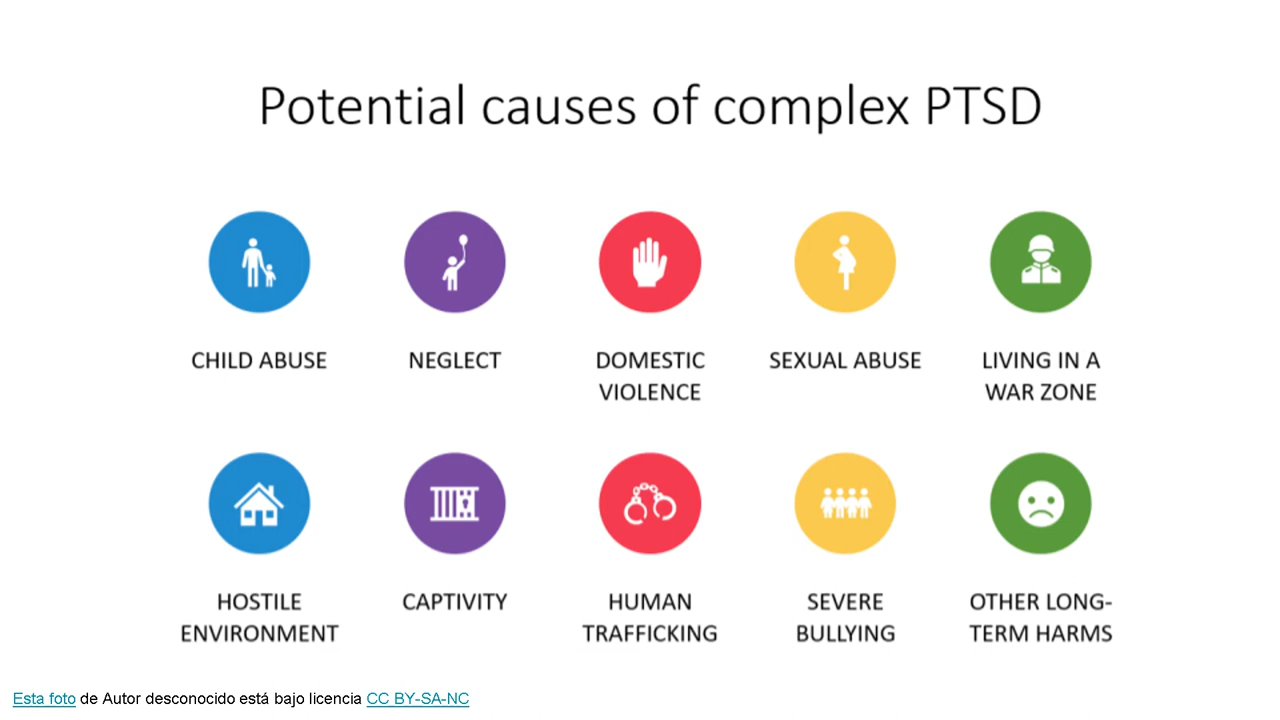 Potential causes of complex PTSD
CHILD ABUSE
NEGLECT
DOMESTIC
VIOLENCE
SEXUAL ABUSE
LIVING IN A
WAR ZONE
HOSTILE
ENVIRONMENT
CAPTIVITY
HUMAN
TRAFFICKING
SEVERE
BULLYING
OTHER LONG-
TERM HARMS
Esta foto de Autor desconocido está bajo licencia CC BY-SA-NC